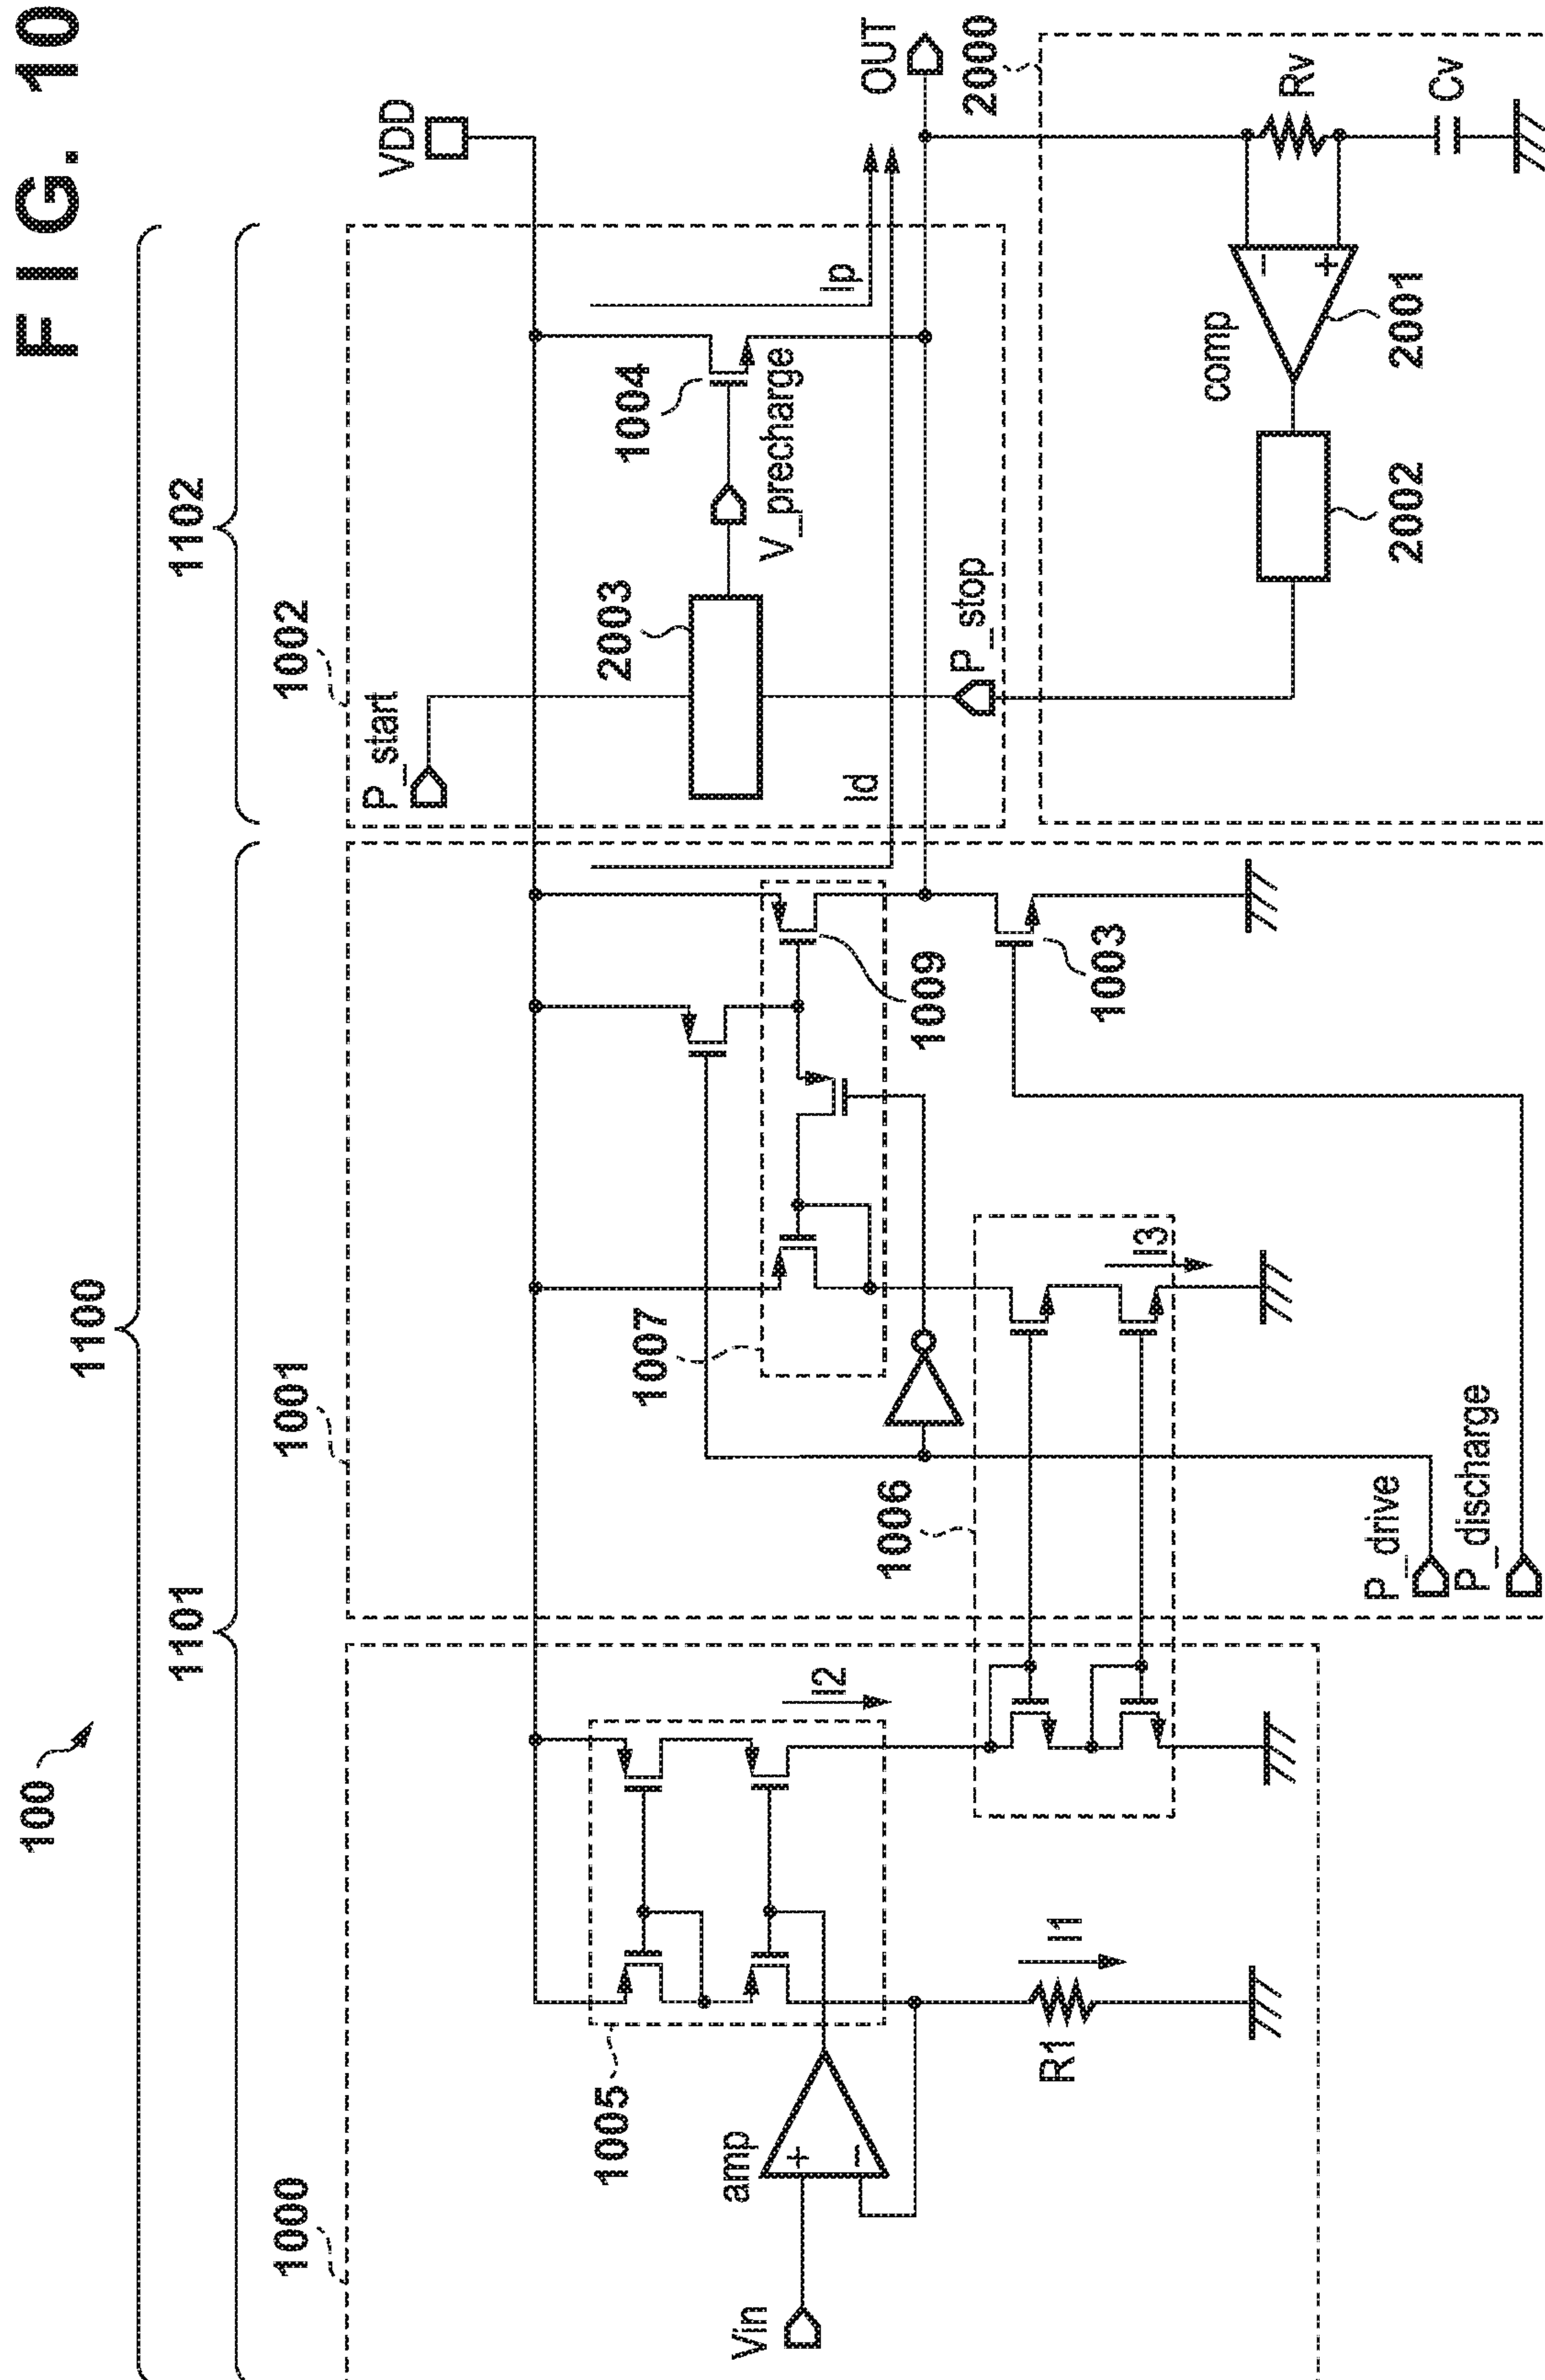 FIG. 10
100
1100
1101
1102
1000
1001
1002
VDD
P_start
1005
1007
2003
1004
V_precharge
amp
+
-
Vin
I2
1009
Id
Ip
OUT
P_stop
2000
1006
R1
I1
I3
1003
comp
-
+
Rv
2001
2002
Cv
P_drive
P_discharge